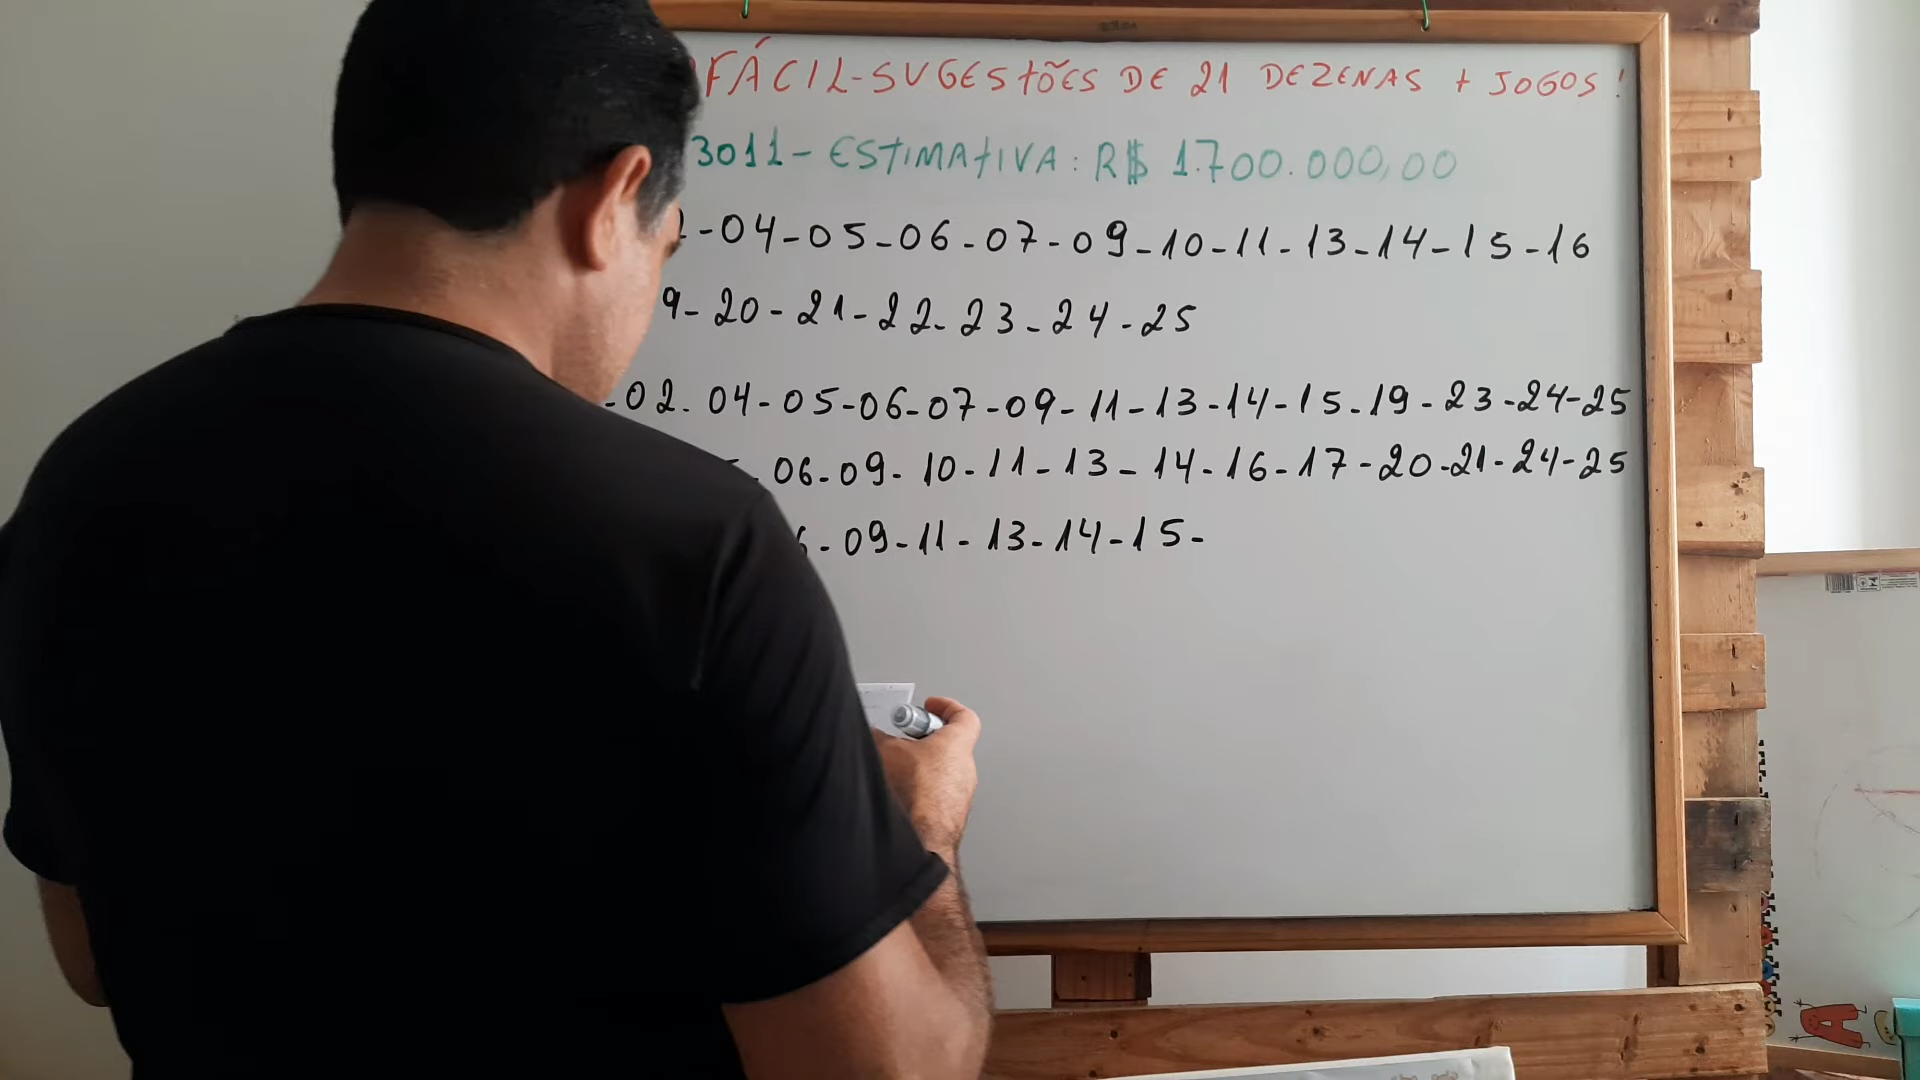 FÁCIL-SUGESTÕES DE 21 DEZENAS + JOGOS!
3011-ESTIMATIVA: R$ 1.700.000,00
-04-05-06-07-09-10-11-13-14-15-16
9-20-21-22-23-24-25
-02-04-05-06-07-09-11-13-14-15-19-23-24-25
-06-09-10-11-13-14-16-17-20-21-24-25
-09-11-13-14-15-